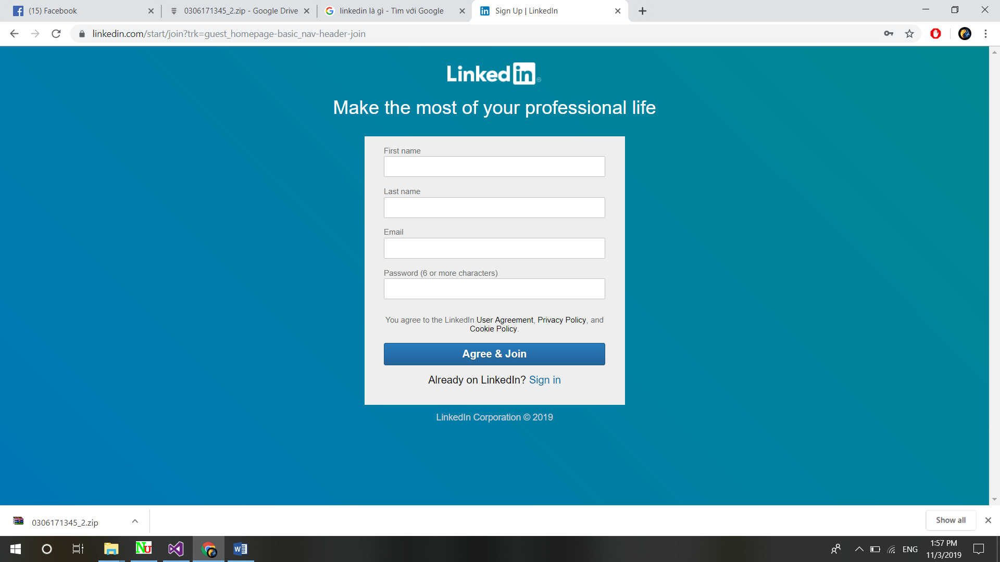 (15) Facebook
0306171345_2.zip - Google Drive
linkedin là gì - Tìm với Google
Sign Up | LinkedIn
linkedin.com/start/join?trk=guest_homepage-basic_nav-header-join
Linked in ®
Make the most of your professional life
First name
Last name
Email
Password (6 or more characters)
You agree to the LinkedIn User Agreement, Privacy Policy, and
Cookie Policy.
Agree & Join
Already on LinkedIn? Sign in
LinkedIn Corporation © 2019
0306171345_2.zip
Show all
ENG
1:57 PM
11/3/2019